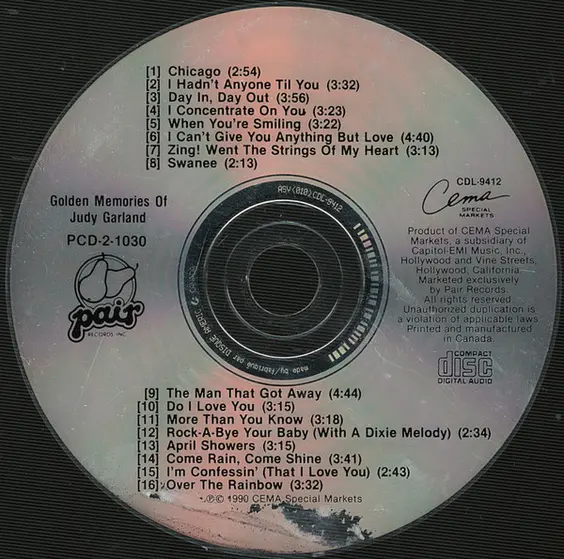 [1] Chicago (2:54)
[2] I Hadn't Anyone Til You (3:32)
[3] Day In, Day Out (3:56)
[4] I Concentrate On You (3:23)
[5] When You're Smiling (3:22)
[6] I Can't Give You Anything But Love (4:40)
[7] Zing! Went The Strings Of My Heart (3:13)
[8] Swanee (2:13)
Golden Memories Of
Judy Garland
PCD-2-1030
pair
RECORDS INC.
CDL-9412
Cema
SPECIAL
MARKETS
Product of CEMA Special
Markets, a subsidiary of
Capitol-EMI Music, Inc.,
Hollywood and Vine Streets,
Hollywood, California.
Marketed exclusively
by Pair Records.
All rights reserved.
Unauthorized duplication is
a violation of applicable laws.
Printed and manufactured
in Canada.
COMPACT
disc
DIGITAL AUDIO
made by/fabriqué par DISQUE AMERIC
[9] The Man That Got Away (4:44)
[10] Do I Love You (3:15)
[11] More Than You Know (3:18)
[12] Rock-A-Bye Your Baby (With A Dixie Melody) (2:34)
[13] April Showers (3:15)
[14] Come Rain, Come Shine (3:41)
[15] I'm Confessin' (That I Love You) (2:43)
[16] Over The Rainbow (3:32)
℗© 1990 CEMA Special Markets